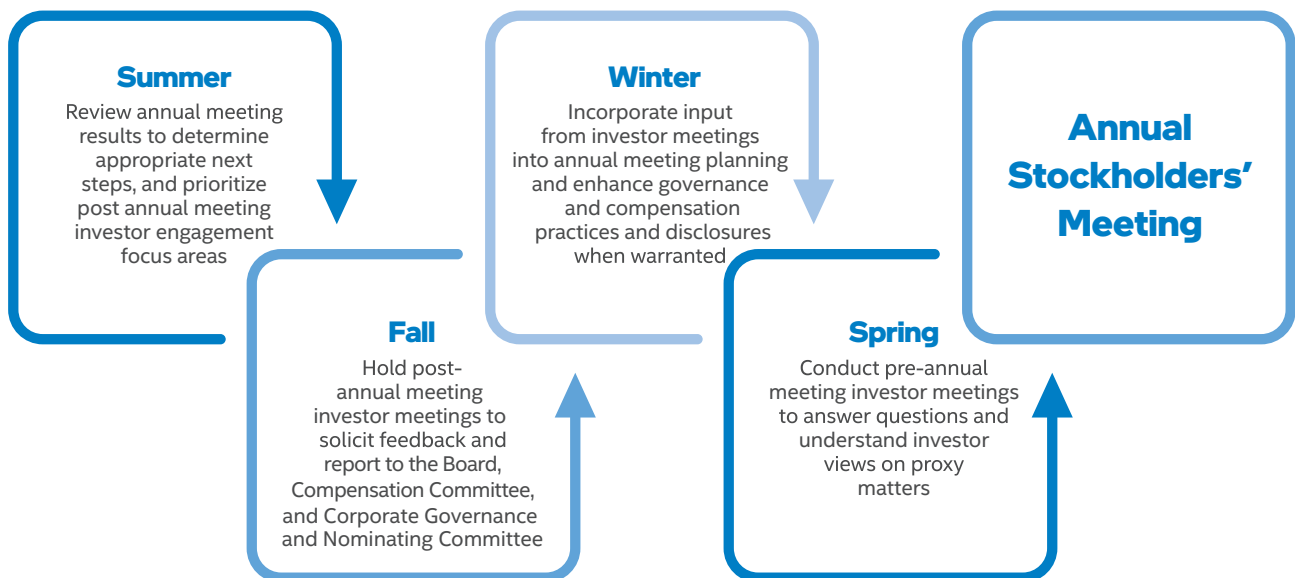 Summer
Review annual meeting
results to determine
appropriate next
steps, and prioritize
post annual meeting
investor engagement
focus areas
Fall
Hold post-
annual meeting
investor meetings to
solicit feedback and
report to the Board,
Compensation Committee,
and Corporate Governance
and Nominating Committee
Winter
Incorporate input
from investor meetings
into annual meeting planning
and enhance governance
and compensation
practices and disclosures
when warranted
Spring
Conduct pre-annual
meeting investor meetings
to answer questions and
understand investor
views on proxy
matters
Annual
Stockholders’
Meeting